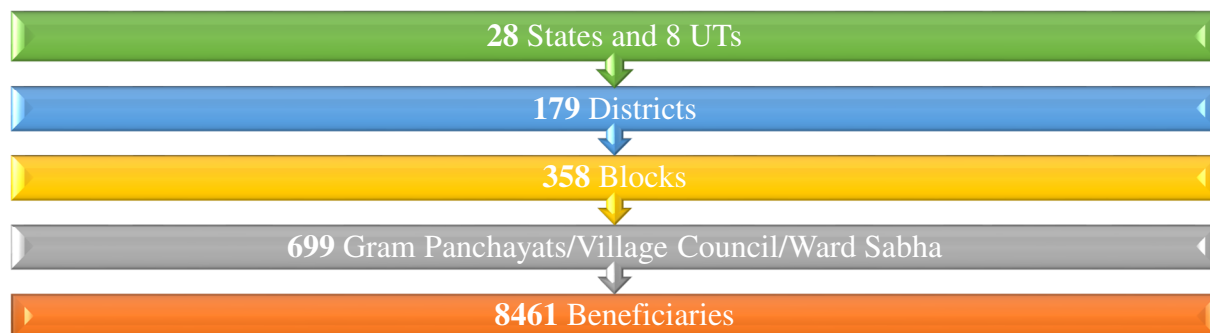 28 States and 8 UTs
179 Districts
358 Blocks
699 Gram Panchayats/Village Council/Ward Sabha
8461 Beneficiaries